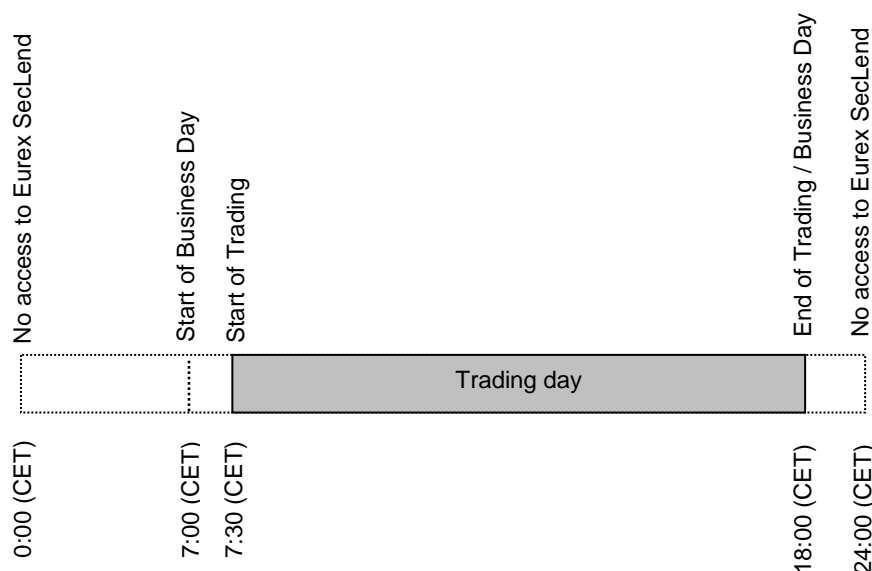 No access to Eurex SecLend
Start of Business Day
Start of Trading
End of Trading / Business Day
No access to Eurex SecLend
Trading day
0:00 (CET)
7:00 (CET)
7:30 (CET)
18:00 (CET)
24:00 (CET)